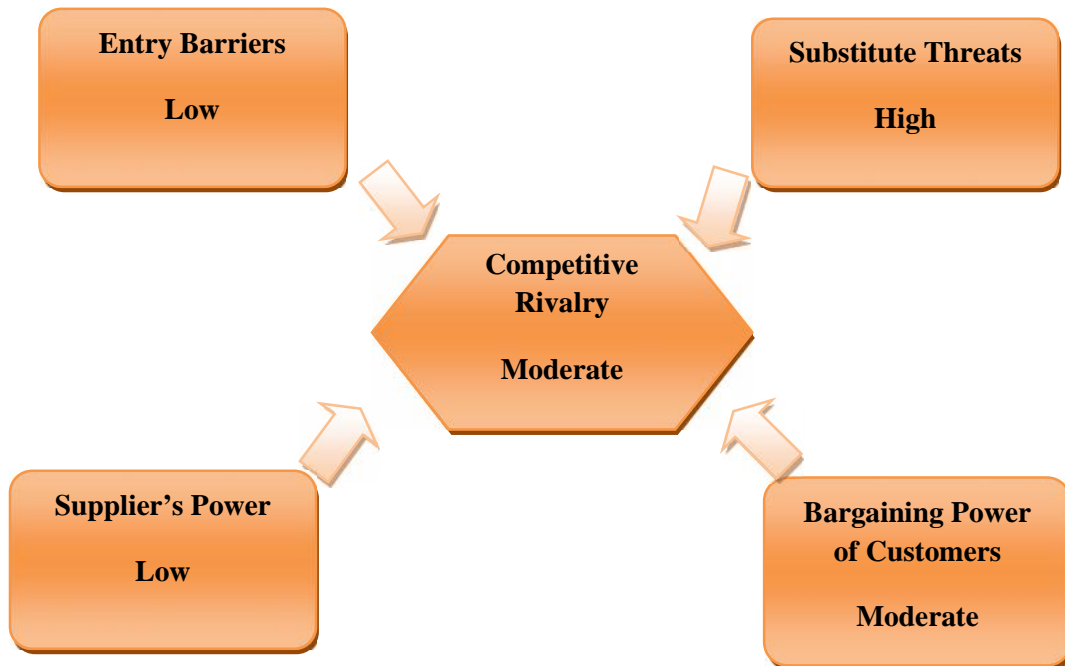 Entry Barriers
Low
Substitute Threats
High
Competitive
Rivalry
Moderate
Supplier’s Power
Low
Bargaining Power
of Customers
Moderate